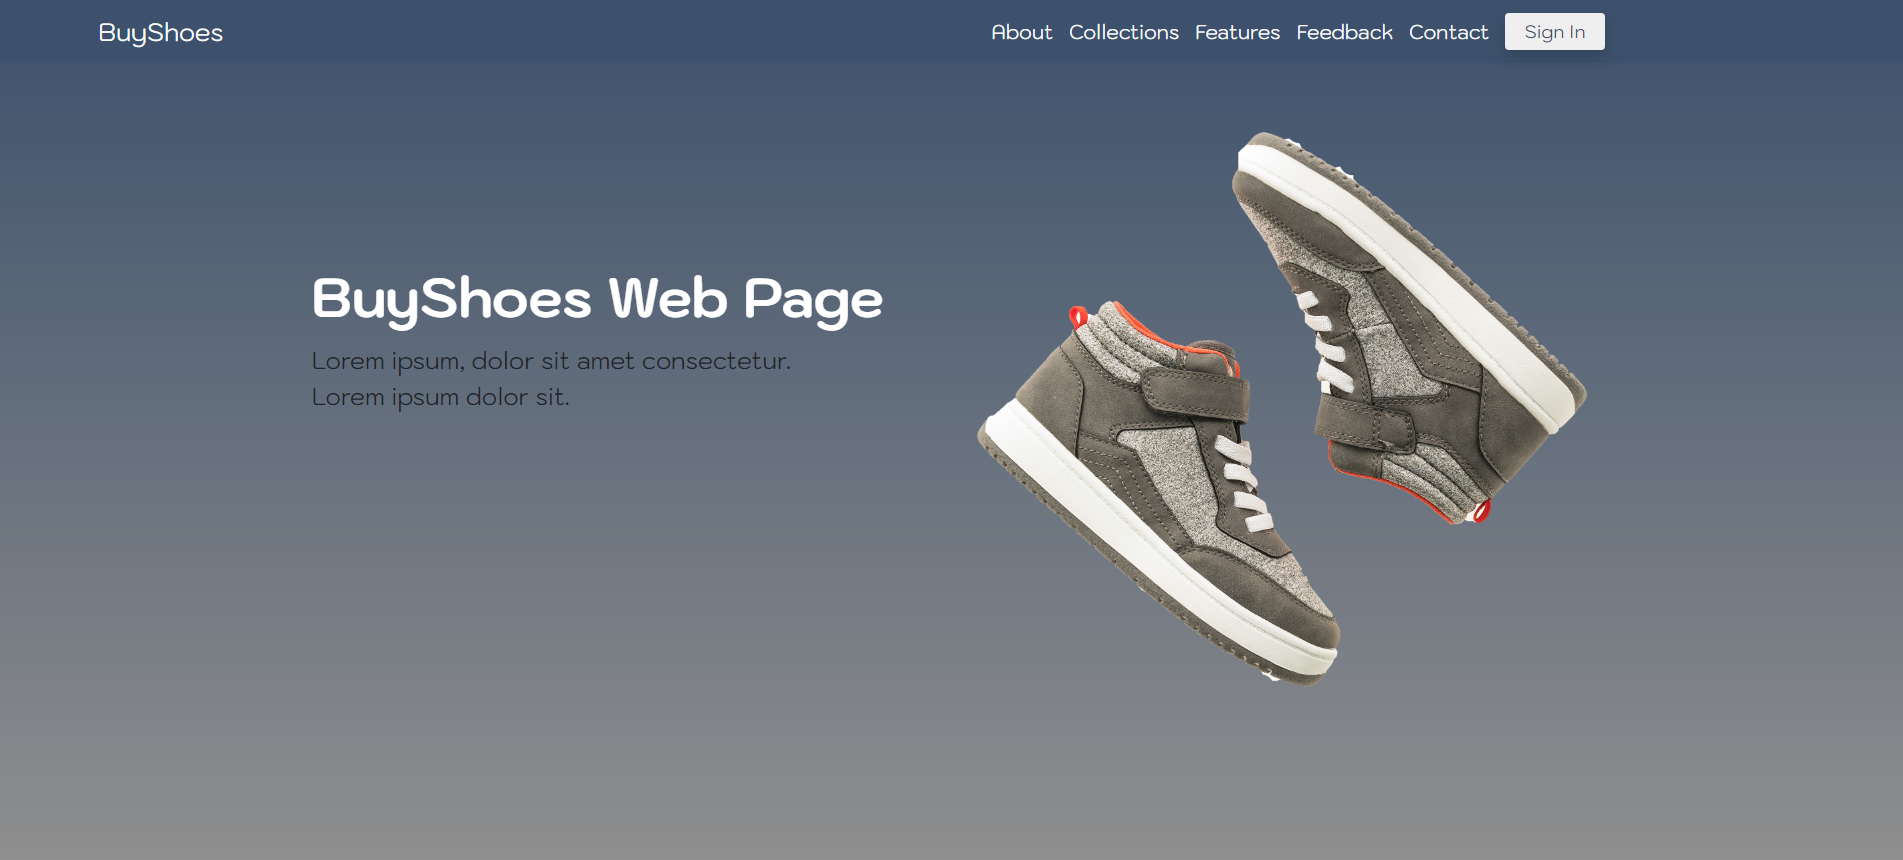 BuyShoes
About Collections Features Feedback Contact Sign In
BuyShoes Web Page
Lorem ipsum, dolor sit amet consectetur.
Lorem ipsum dolor sit.